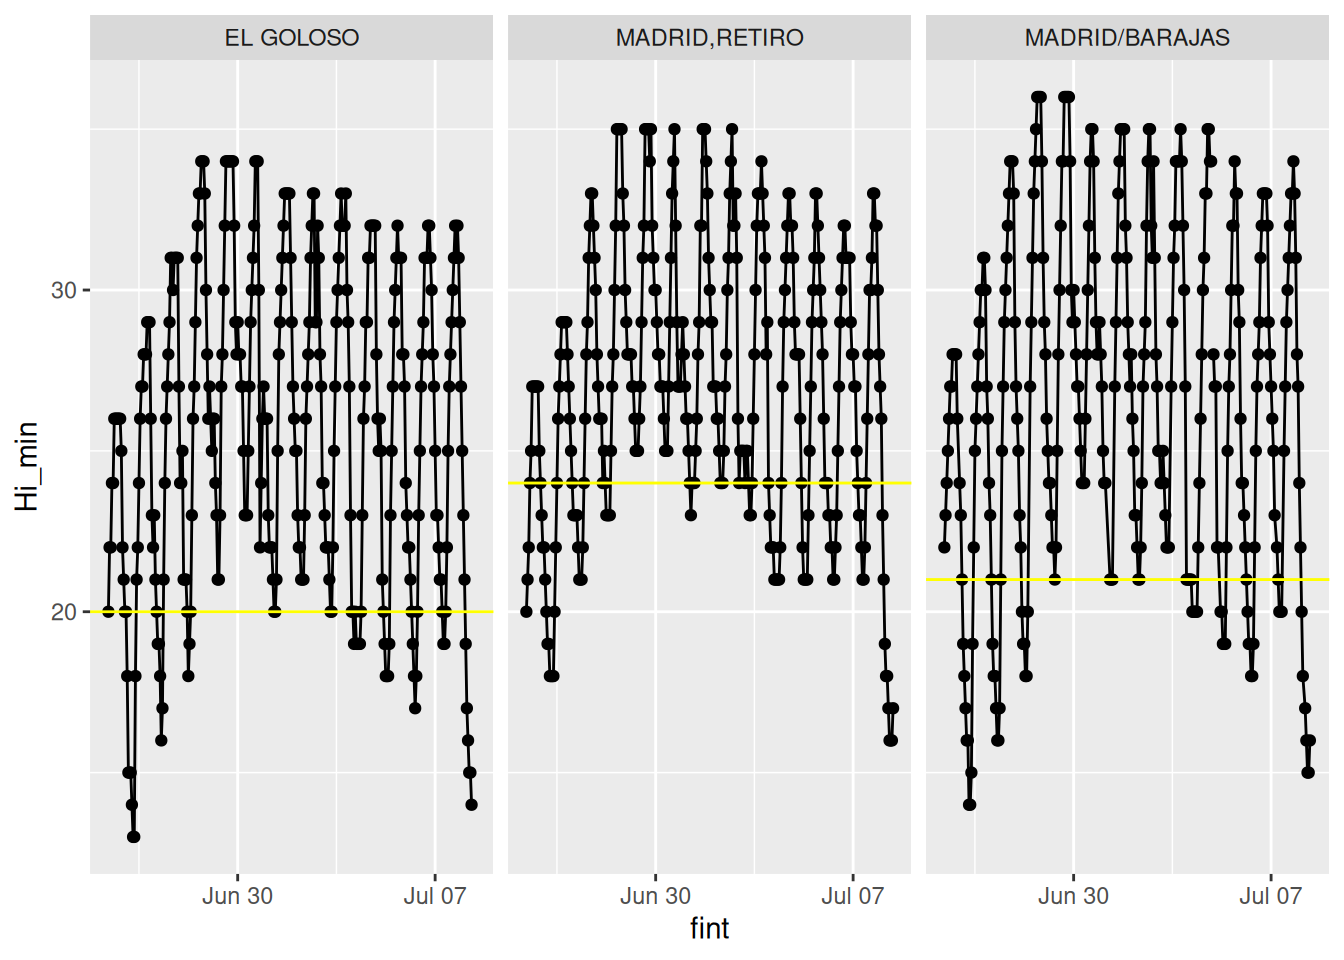 EL GOLOSO
MADRID,RETIRO
MADRID/BARAJAS
Hi_min
30
20
Jun 30
Jul 07
Jun 30
Jul 07
Jun 30
Jul 07
fint